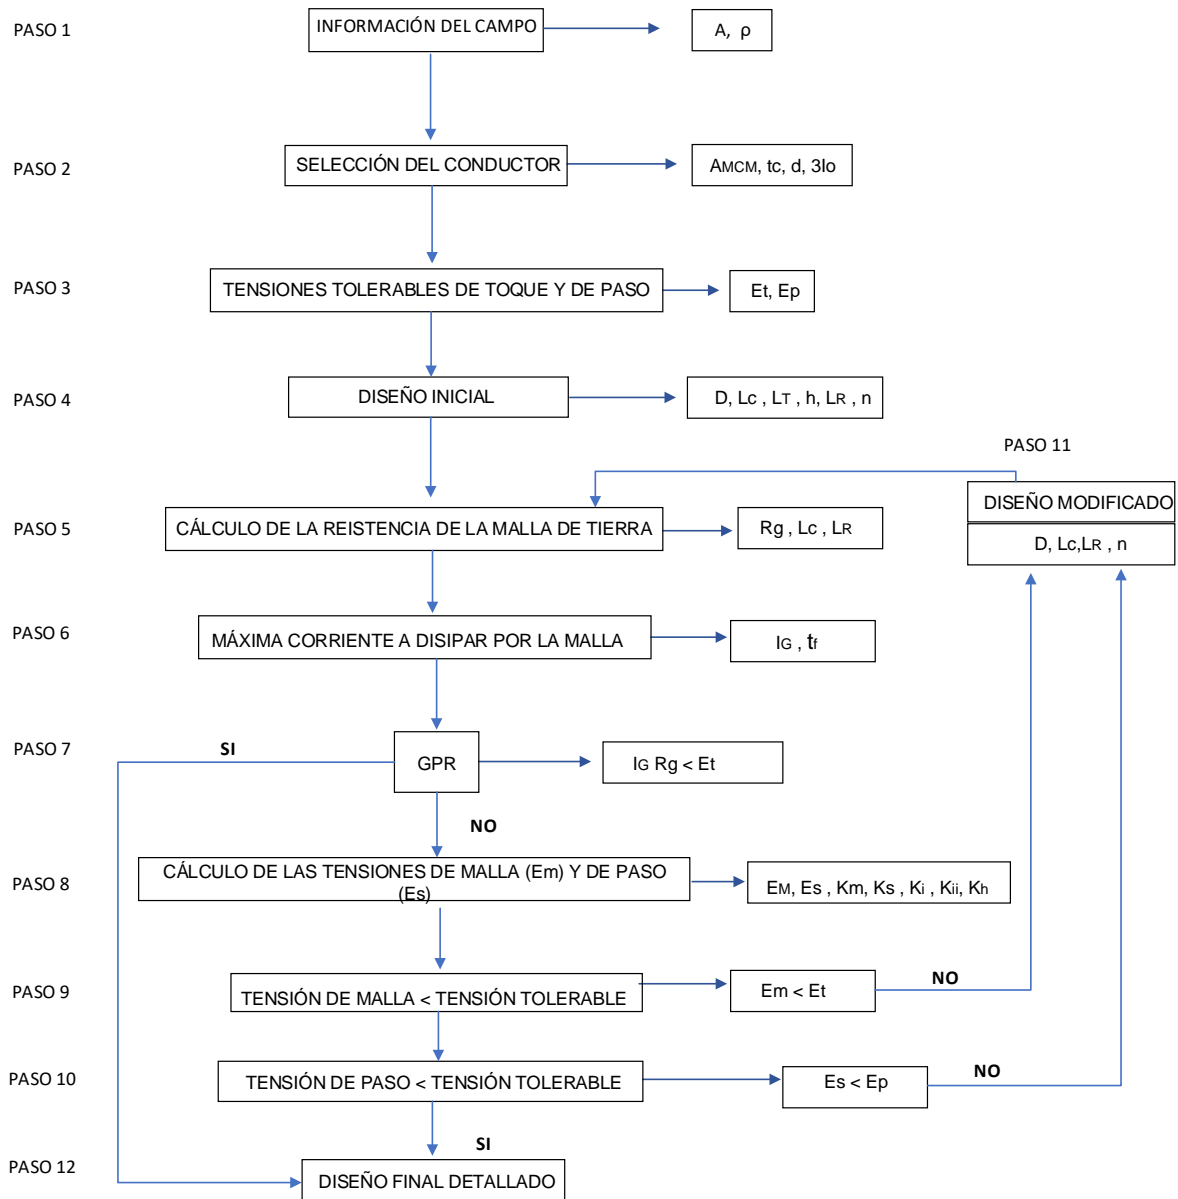 PASO 1
INFORMACIÓN DEL CAMPO
A, ρ
PASO 2
SELECCIÓN DEL CONDUCTOR
AMCM, tc, d, 3Io
PASO 3
TENSIONES TOLERABLES DE TOQUE Y DE PASO
Et, Ep
PASO 4
DISEÑO INICIAL
D, Lc , LT , h, LR , n
PASO 11
DISEÑO MODIFICADO
D, Lc,LR , n
PASO 5
CÁLCULO DE LA REISTENCIA DE LA MALLA DE TIERRA
Rg , Lc , LR
PASO 6
MÁXIMA CORRIENTE A DISIPAR POR LA MALLA
IG , tf
PASO 7
SI
GPR
IG Rg < Et
NO
PASO 8
CÁLCULO DE LAS TENSIONES DE MALLA (Em) Y DE PASO
(Es)
EM, Es , Km, Ks , Ki , Kii, Kh
PASO 9
TENSIÓN DE MALLA < TENSIÓN TOLERABLE
Em < Et
NO
PASO 10
TENSIÓN DE PASO < TENSIÓN TOLERABLE
Es < Ep
NO
SI
PASO 12
DISEÑO FINAL DETALLADO